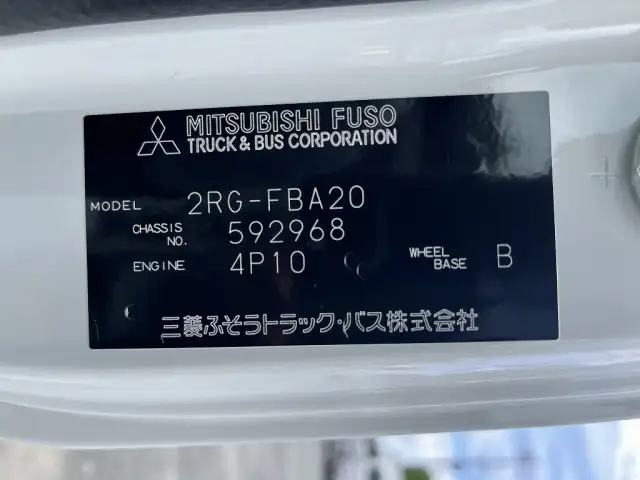 MITSUBISHI FUSO
TRUCK & BUS CORPORATION
MODEL 2RG-FBA20
CHASSIS NO. 592968
ENGINE 4P10 WHEEL BASE B
三菱ふそうトラック・バス株式会社